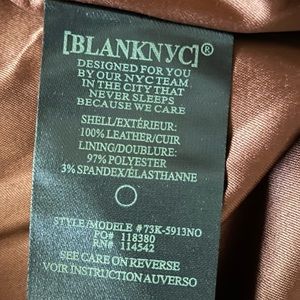 [BLANKNYC]®
DESIGNED FOR YOU
BY OUR NYC TEAM
IN THE CITY THAT
NEVER SLEEPS
BECAUSE WE CARE
SHELL/EXTÉRIEUR:
100% LEATHER/CUIR
LINING/DOUBLURE:
97% POLYESTER
3% SPANDEX/ÉLASTHANNE
STYLE/MODELE #73K-5913NO
PO# 118380
RN# 114542
SEE CARE ON REVERSE
VOIR INSTRUCTION AUVERSO